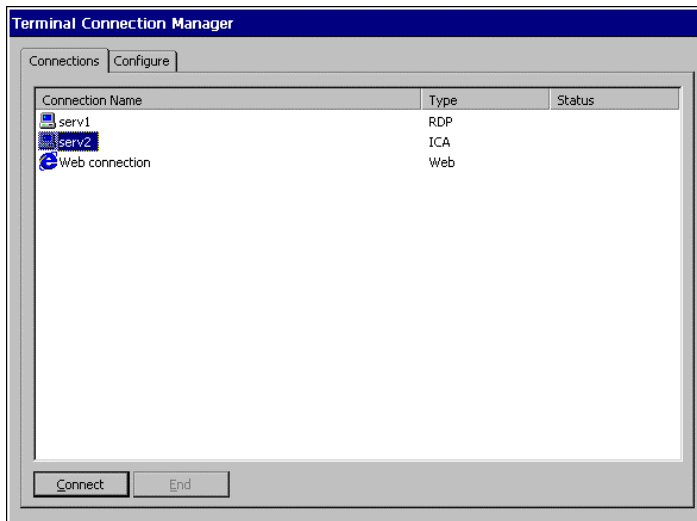 Terminal Connection Manager
Connections Configure
Connection Name Type Status
serv1 RDP
serv2 ICA
Web connection Web
Connect End